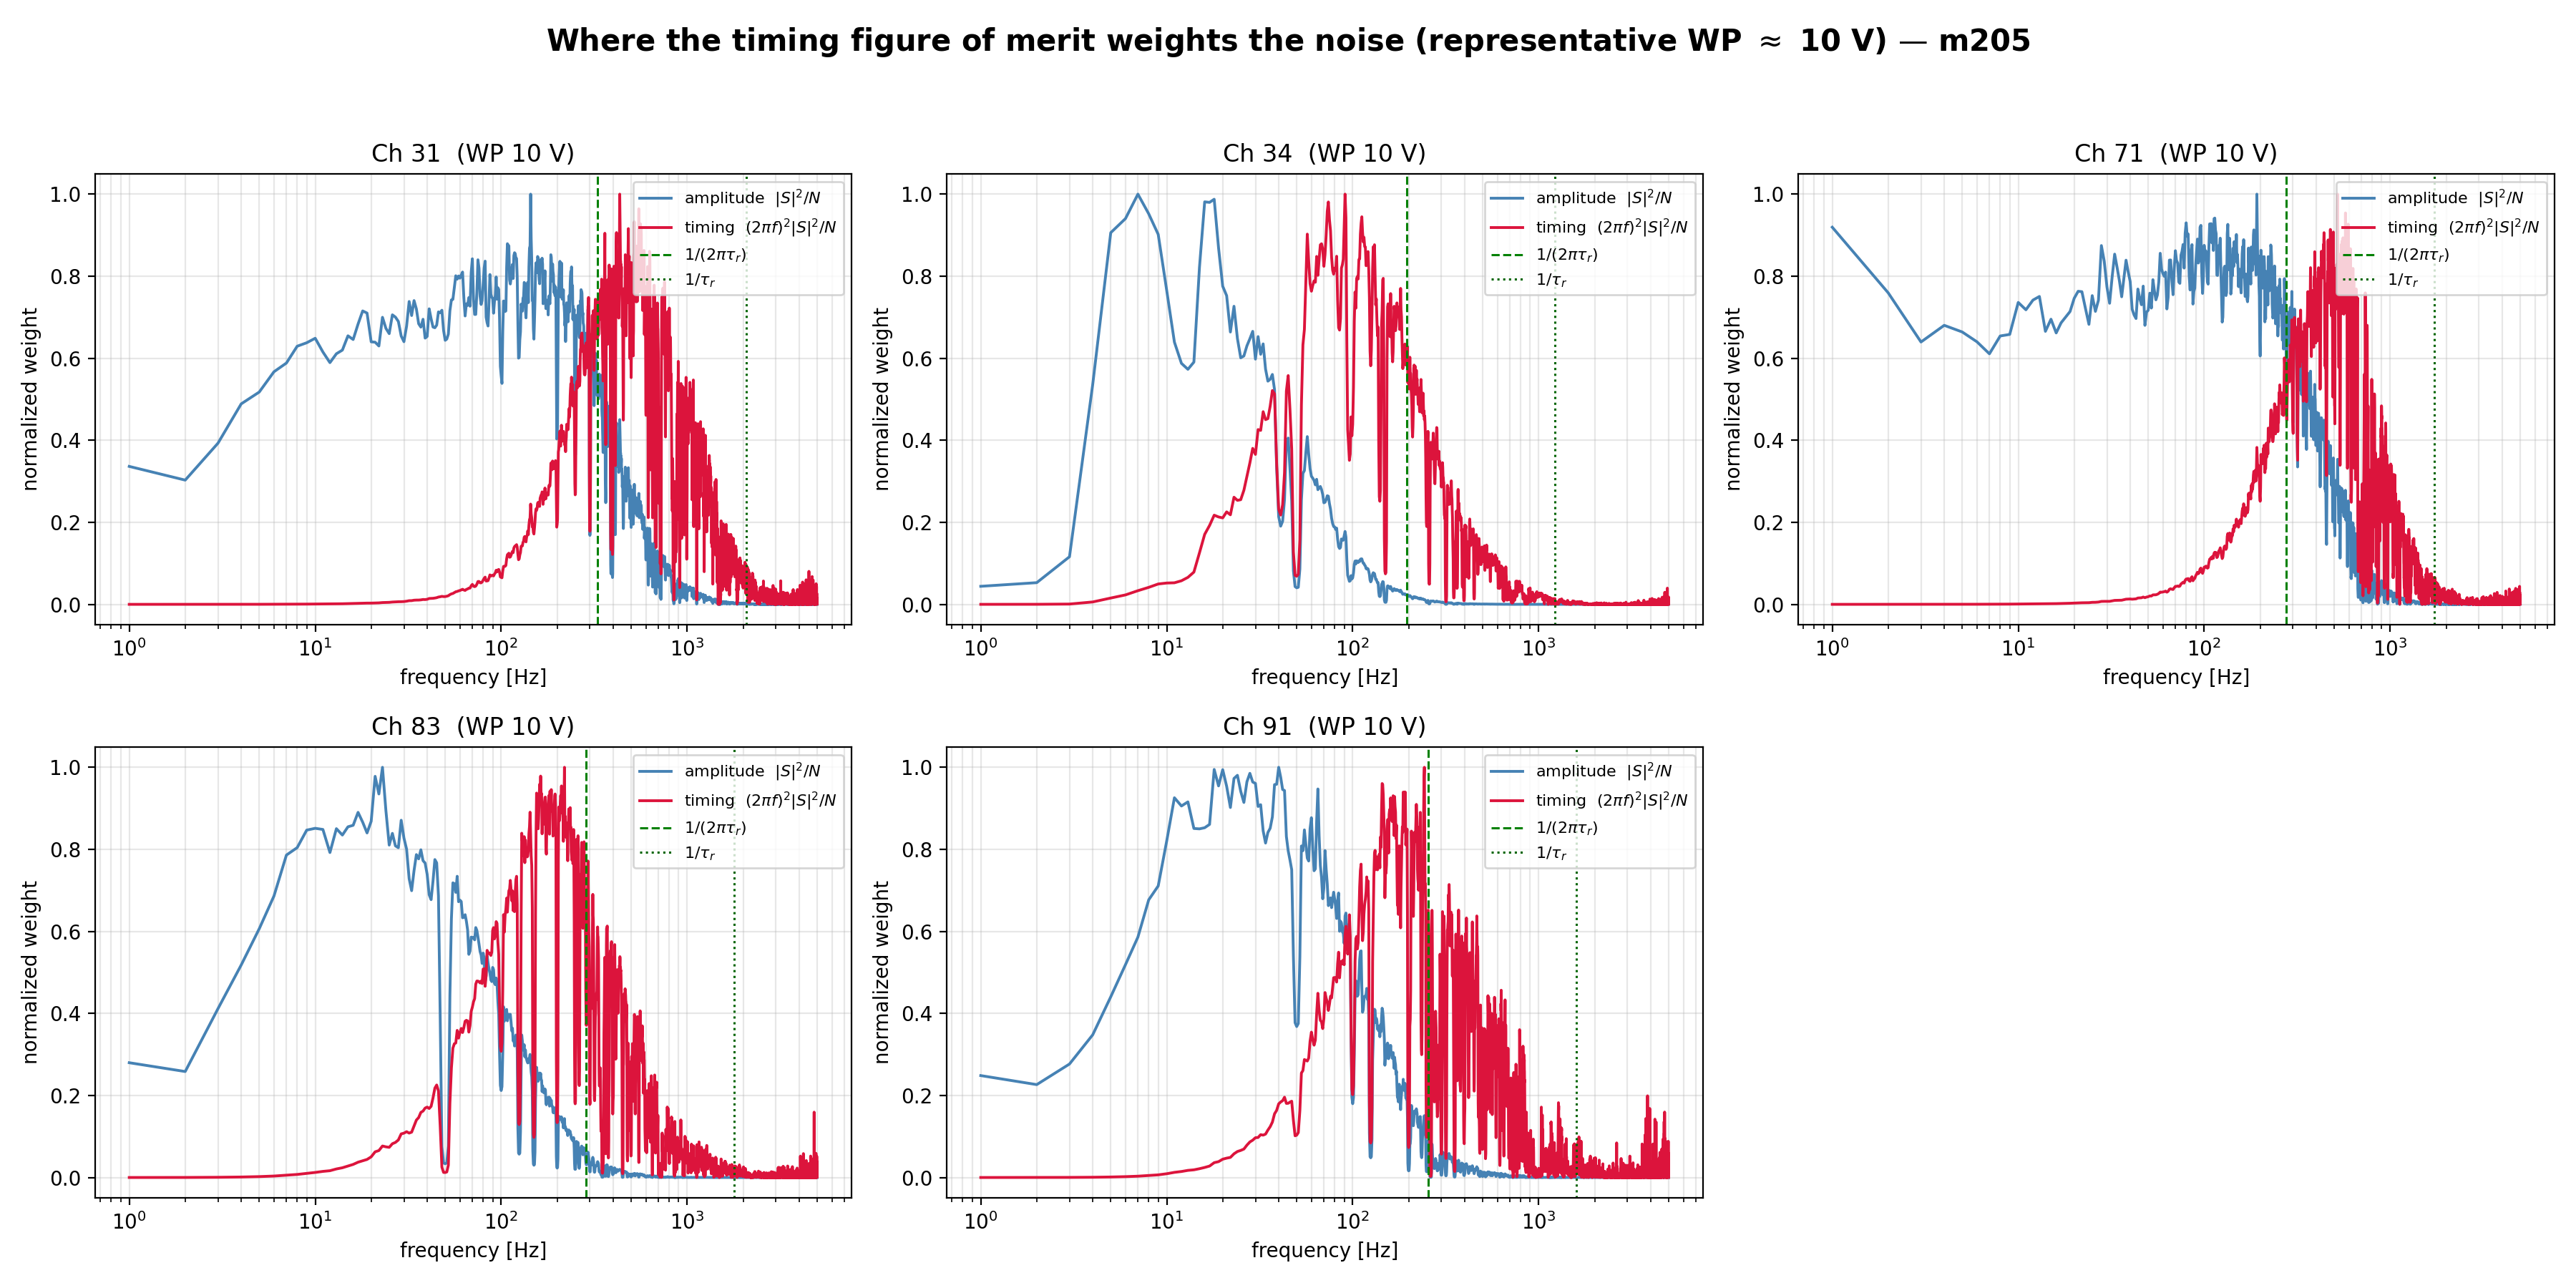 Where the timing figure of merit weights the noise (representative WP ≈ 10 V) — m205
Ch 31 (WP 10 V)
normalized weight
1.0
0.8
0.6
0.4
0.2
0.0
10⁰ 10¹ 10² 10³
frequency [Hz]
amplitude |S|²/N
timing (2πf)²|S|²/N
1/(2πτᵣ)
1/τᵣ
Ch 34 (WP 10 V)
normalized weight
1.0
0.8
0.6
0.4
0.2
0.0
10⁰ 10¹ 10² 10³
frequency [Hz]
amplitude |S|²/N
timing (2πf)²|S|²/N
1/(2πτᵣ)
1/τᵣ
Ch 71 (WP 10 V)
normalized weight
1.0
0.8
0.6
0.4
0.2
0.0
10⁰ 10¹ 10² 10³
frequency [Hz]
amplitude |S|²/N
timing (2πf)²|S|²/N
1/(2πτᵣ)
1/τᵣ
Ch 83 (WP 10 V)
normalized weight
1.0
0.8
0.6
0.4
0.2
0.0
10⁰ 10¹ 10² 10³
frequency [Hz]
amplitude |S|²/N
timing (2πf)²|S|²/N
1/(2πτᵣ)
1/τᵣ
Ch 91 (WP 10 V)
normalized weight
1.0
0.8
0.6
0.4
0.2
0.0
10⁰ 10¹ 10² 10³
frequency [Hz]
amplitude |S|²/N
timing (2πf)²|S|²/N
1/(2πτᵣ)
1/τᵣ